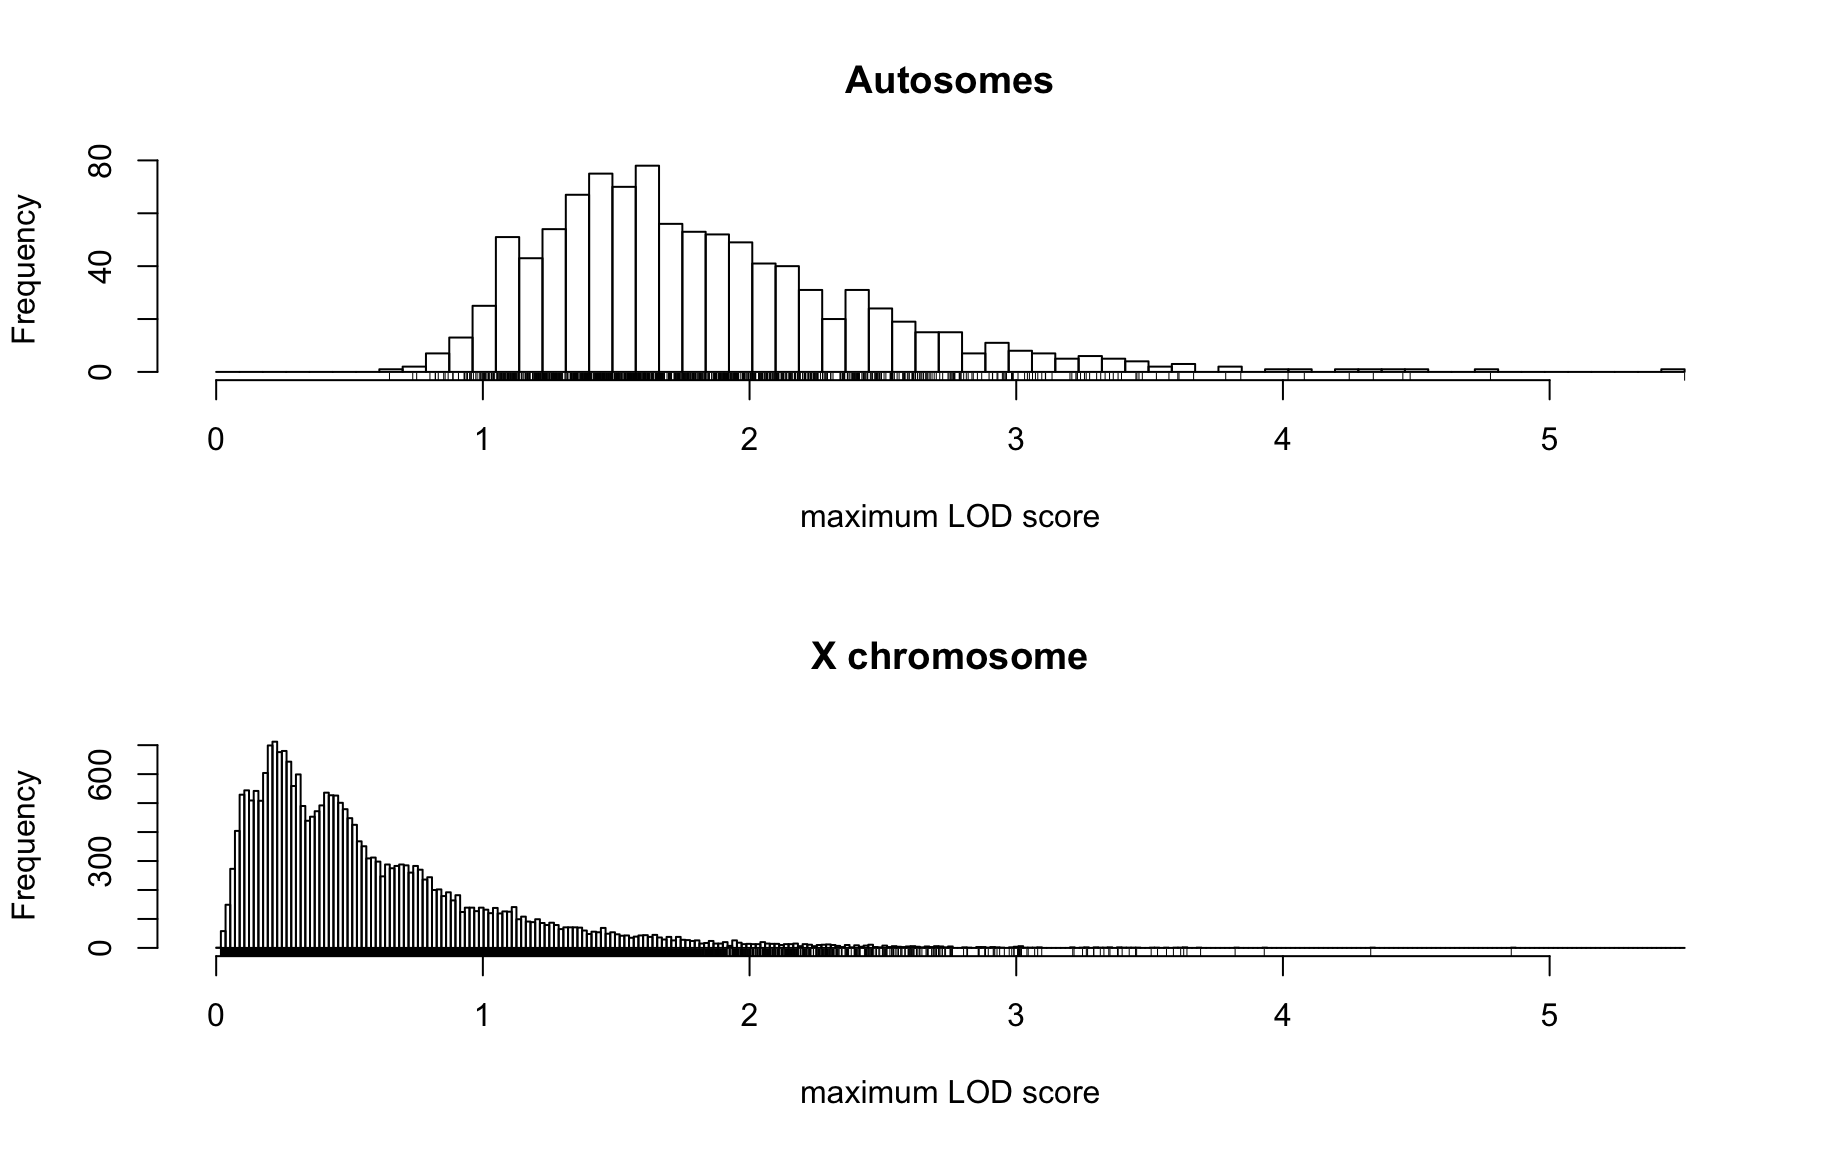 Autosomes
Frequency
80
40
0
0 1 2 3 4 5
maximum LOD score
X chromosome
Frequency
600
300
0
0 1 2 3 4 5
maximum LOD score